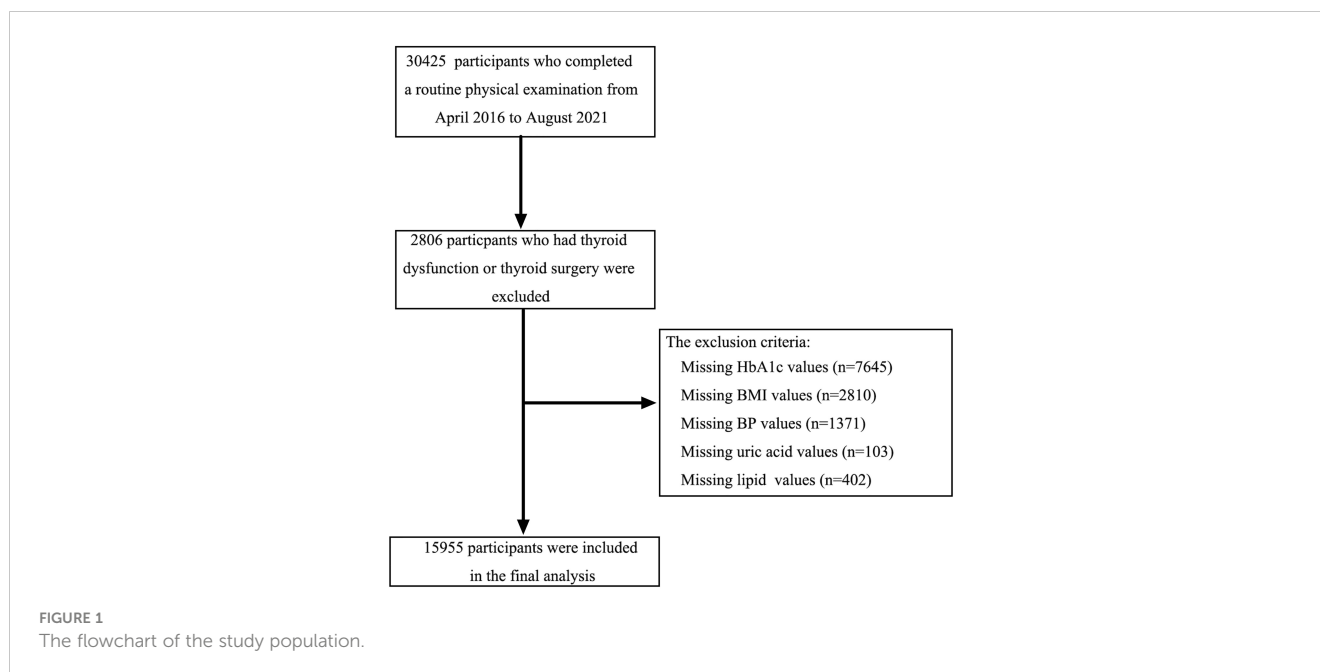 30425 participants who completed
a routine physical examination from
April 2016 to August 2021
2806 particpants who had thyroid
dysfunction or thyroid surgery were
excluded
The exclusion criteria:
Missing HbA1c values (n=7645)
Missing BMI values (n=2810)
Missing BP values (n=1371)
Missing uric acid values (n=103)
Missing lipid values (n=402)
15955 participants were included
in the final analysis
FIGURE 1
The flowchart of the study population.